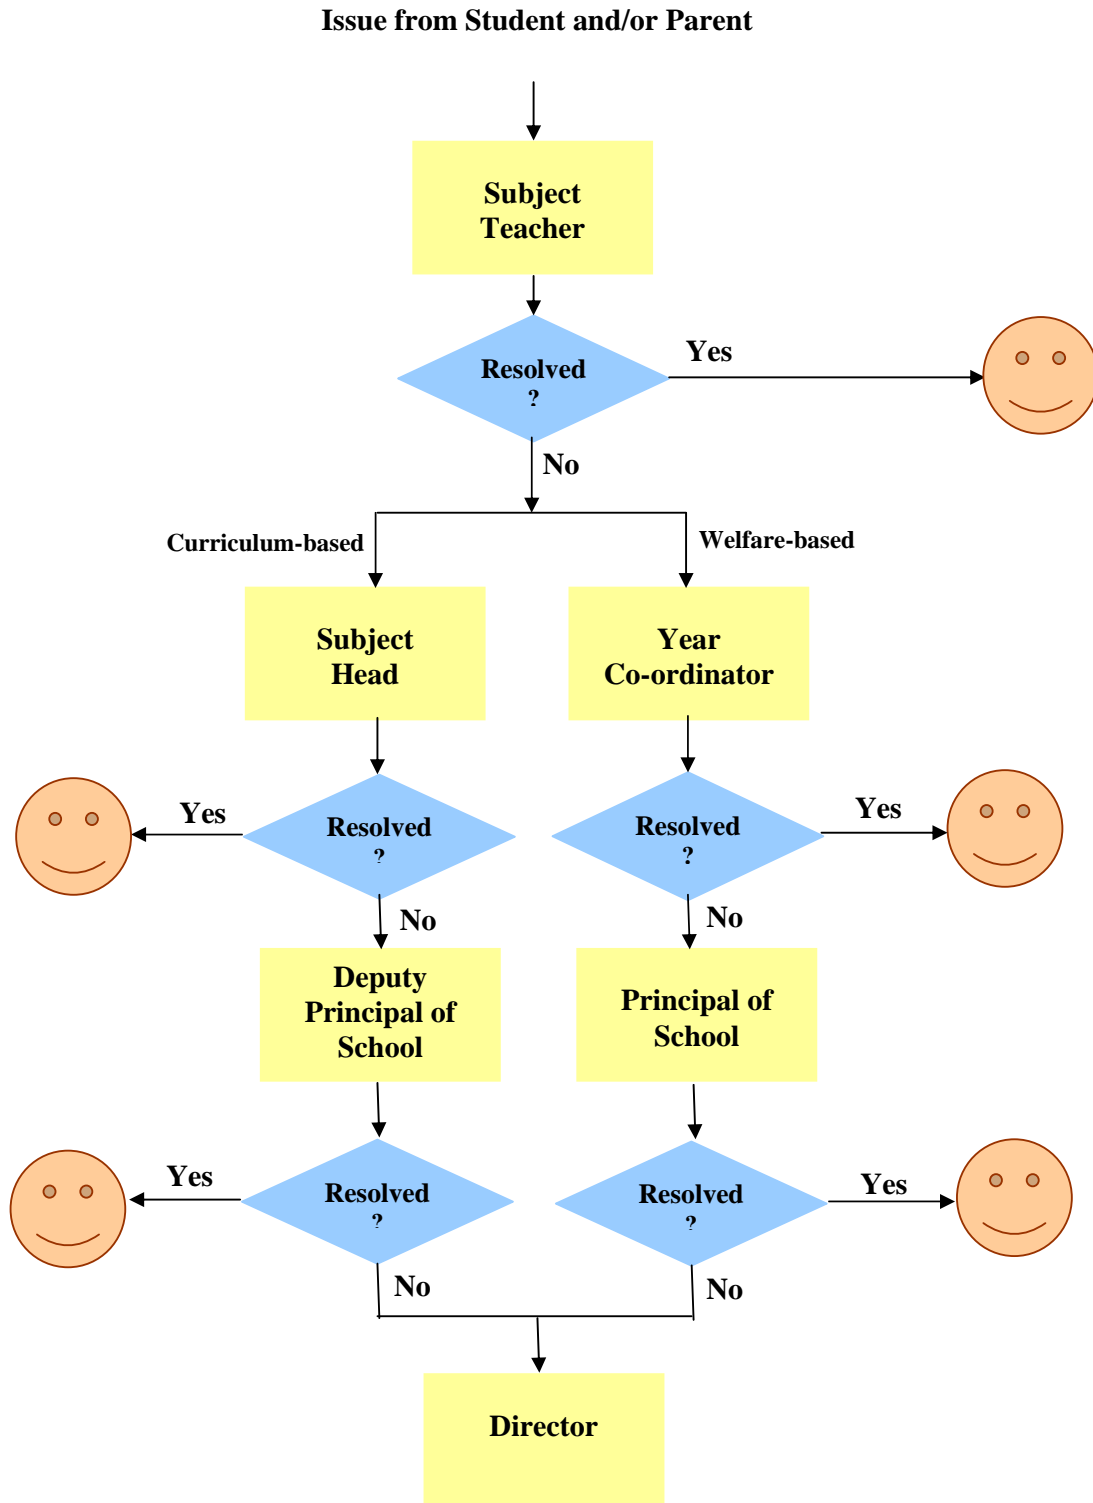 Issue from Student and/or Parent
Subject
Teacher
Resolved
?
Yes
No
Curriculum-based
Welfare-based
Subject
Head
Year
Co-ordinator
Yes
Resolved
?
Resolved
?
Yes
No
No
Deputy
Principal of
School
Principal of
School
Yes
Resolved
?
Resolved
?
Yes
No
No
Director